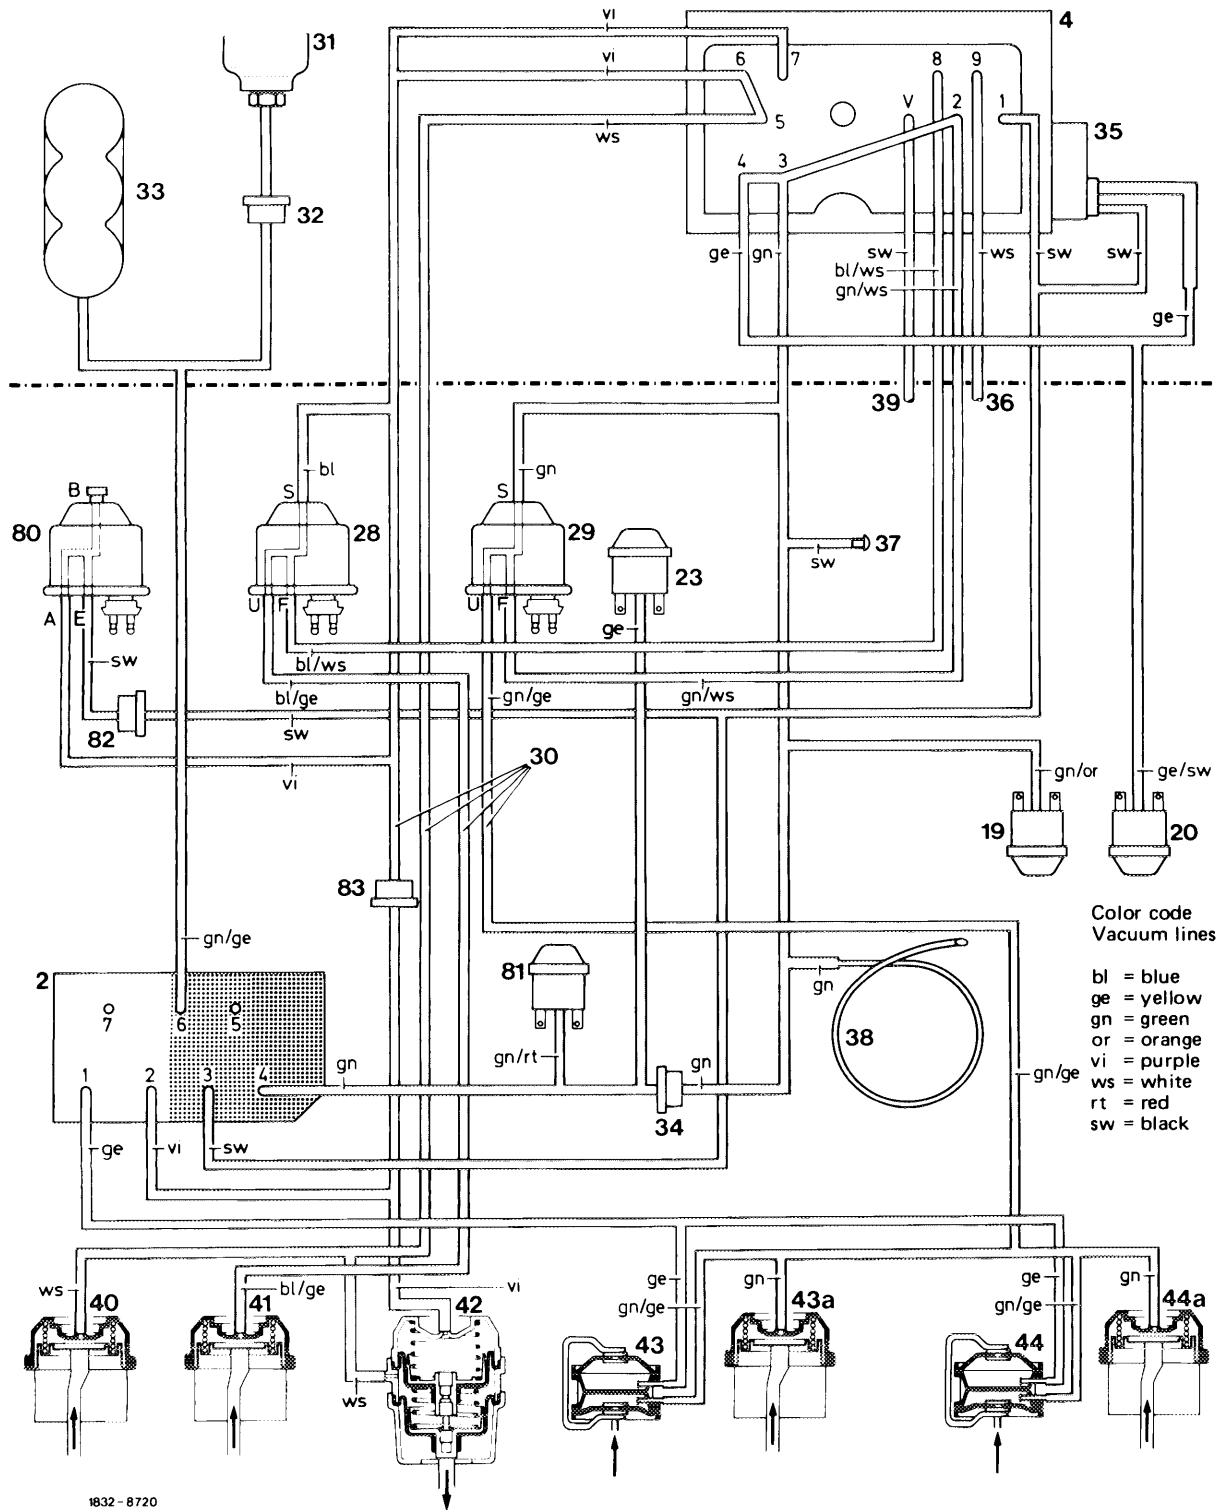 vi
4
31
6
7
8
9
vi
V
2
1
5
35
ws
33
32
4
3
ge
gn
sw
ws
sw
sw
bl/ws
gn/ws
ge
39
36
bl
gn
S
S
B
80
28
29
37
23
sw
A
E
U
F
U
F
ge
sw
bl/ws
bl/ge
gn/ge
gn/ws
82
sw
30
vi
gn/or
ge/sw
19
20
83
Color code
Vacuum lines
gn/ge
2
81
bl = blue
ge = yellow
gn = green
or = orange
vi = purple
ws = white
rt = red
sw = black
gn
7
6
5
38
gn/rt
1
2
3
4
gn
gn
gn/ge
34
ge
vi
sw
ws
bl/ge
vi
ge
gn
ge
gn
gn/ge
gn/ge
40
41
42
43
43a
44
44a
ws
1832-8720